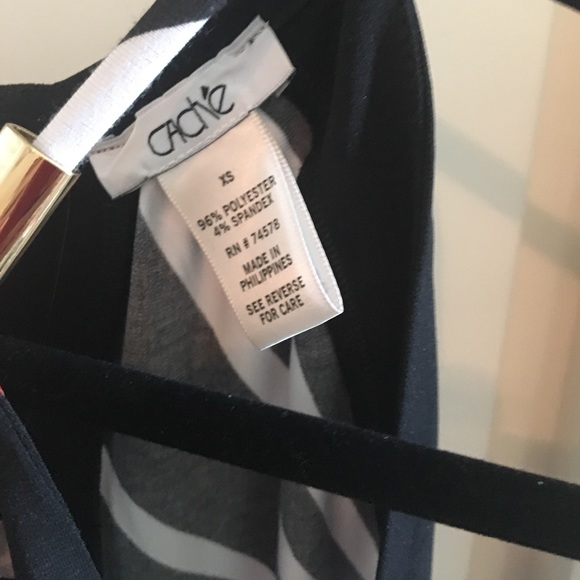 CACHÉ
XS
96% POLYESTER
4% SPANDEX
RN # 74578
MADE IN
PHILIPPINES
SEE REVERSE
FOR CARE